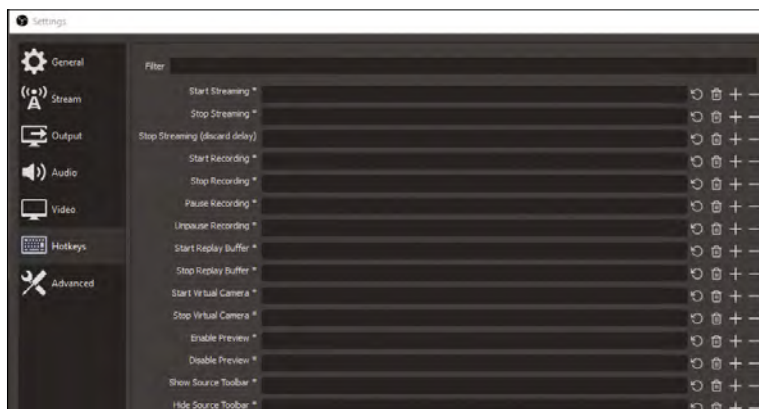 Settings
General
Stream
Output
Audio
Video
Hotkeys
Advanced
Filter
Start Streaming *
Stop Streaming *
Stop Streaming (discard delay)
Start Recording *
Stop Recording *
Pause Recording *
Unpause Recording *
Start Replay Buffer *
Stop Replay Buffer *
Start Virtual Camera *
Stop Virtual Camera *
Enable Preview *
Disable Preview *
Show Source Toolbar *
Hide Source Toolbar *